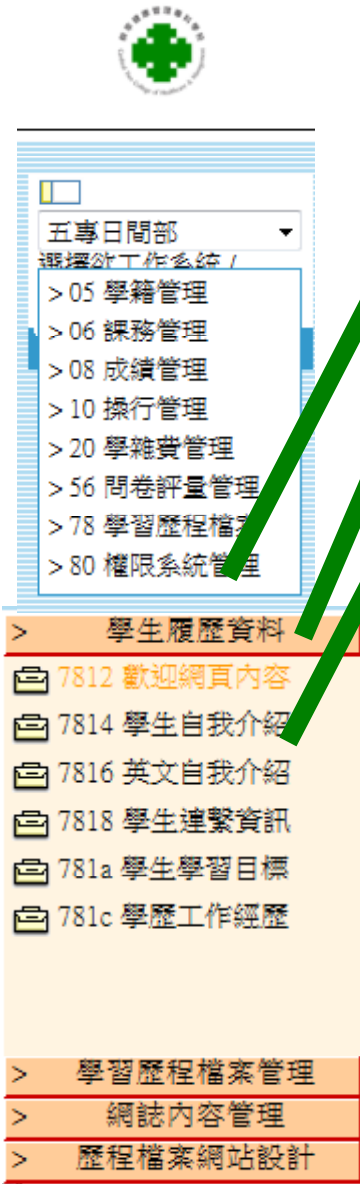 五專日間部
選擇欲工作系統 /
> 05 學籍管理
> 06 課務管理
> 08 成績管理
> 10 操行管理
> 20 學雜費管理
> 56 問卷評量管理
> 78 學習歷程檔案
> 80 權限系統管理
> 學生履歷資料
7812 歡迎網頁內容
7814 學生自我介紹
7816 英文自我介紹
7818 學生連繫資訊
781a 學生學習目標
781c 學歷工作經歷
> 學習歷程檔案管理
> 網誌內容管理
> 歷程檔案網站設計